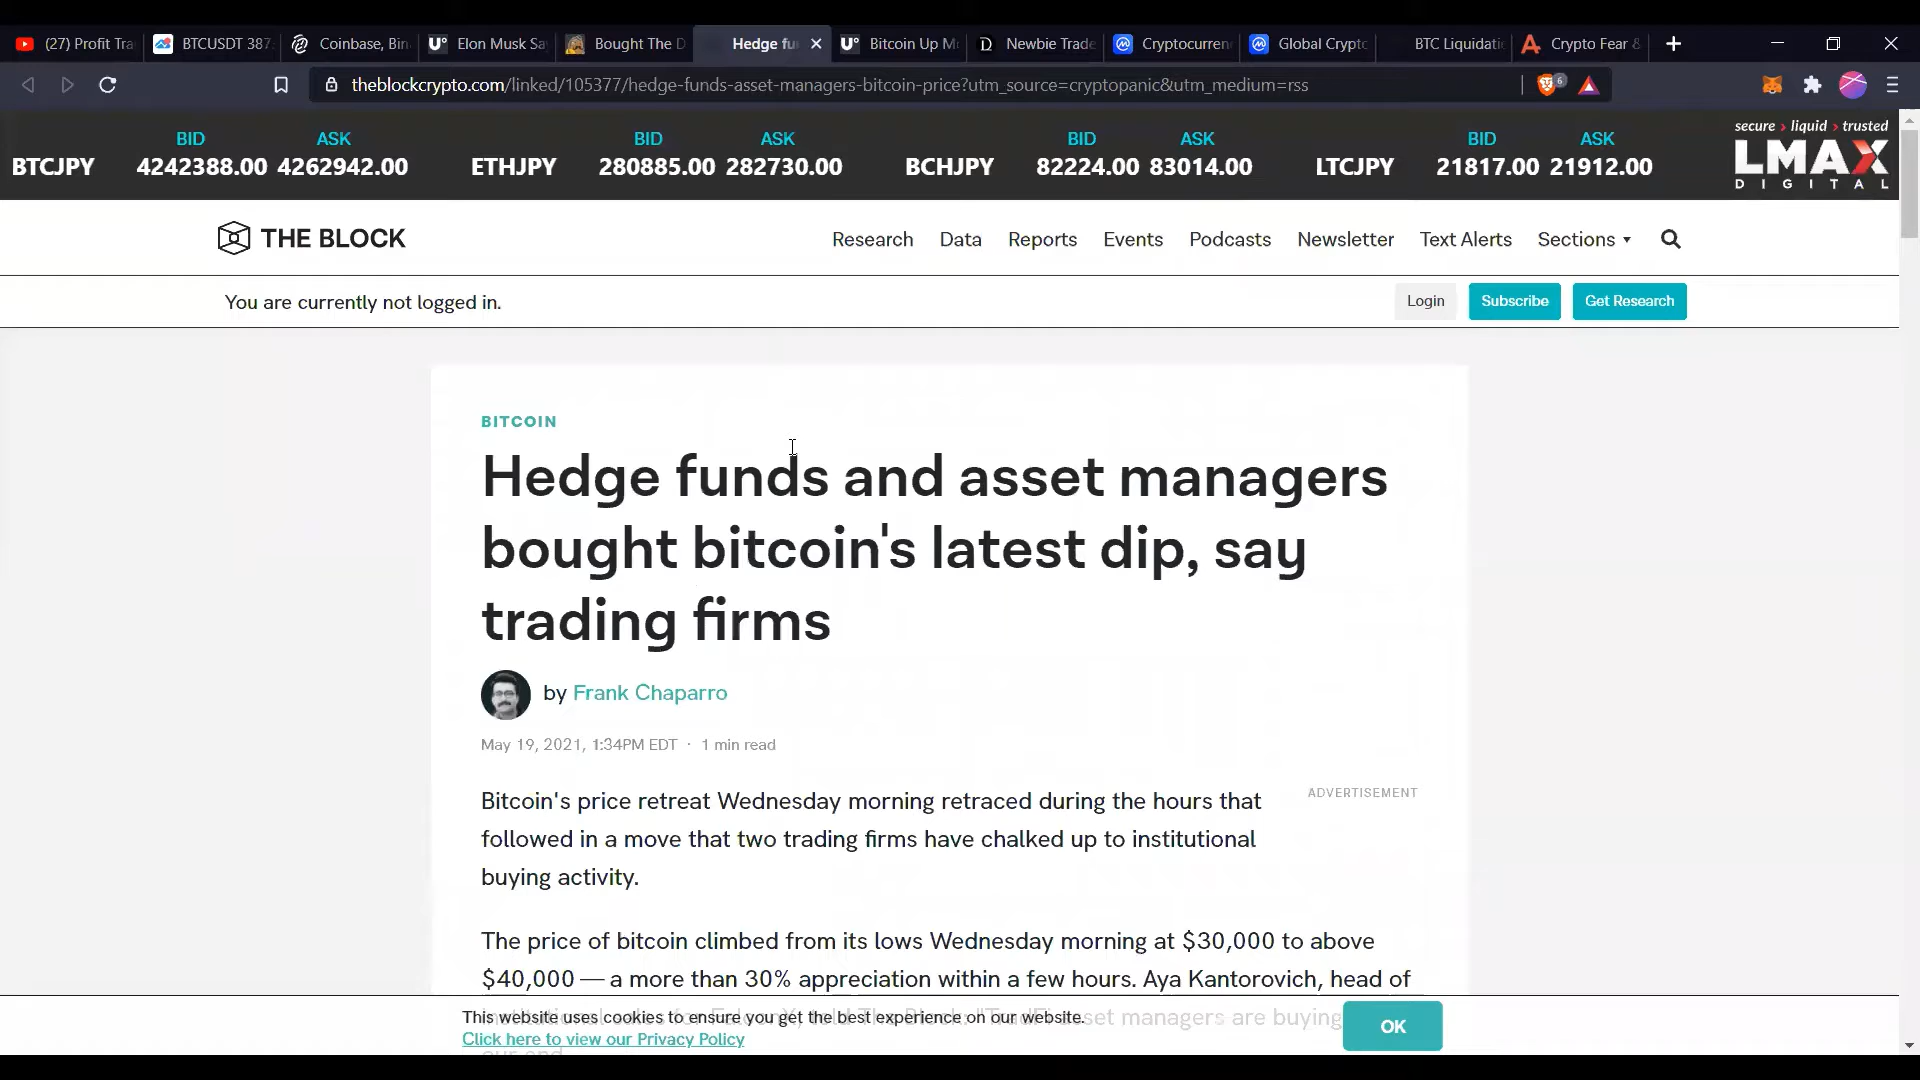 (27) Profit Tra
BTCUSDT 387
Coinbase, Bin
Elon Musk Sa
Bought The D
Hedge fu
Bitcoin Up M
Newbie Trade
Cryptocurren
Global Crypto
BTC Liquidati
Crypto Fear &
theblockcrypto.com/linked/105377/hedge-funds-asset-managers-bitcoin-price?utm_source=cryptopanic&utm_medium=rss
6
BID ASK BID ASK BID ASK BID ASK
BTCJPY 4242388.00 4262942.00 ETHJPY 280885.00 282730.00 BCHJPY 82224.00 83014.00 LTCJPY 21817.00 21912.00
secure › liquid › trusted
LMAX
DIGITAL
THE BLOCK
Research Data Reports Events Podcasts Newsletter Text Alerts Sections
You are currently not logged in.
Login Subscribe Get Research
BITCOIN
Hedge funds and asset managers
bought bitcoin's latest dip, say
trading firms
by Frank Chaparro
May 19, 2021, 1:34PM EDT · 1 min read
ADVERTISEMENT
Bitcoin's price retreat Wednesday morning retraced during the hours that
followed in a move that two trading firms have chalked up to institutional
buying activity.
The price of bitcoin climbed from its lows Wednesday morning at $30,000 to above
$40,000 — a more than 30% appreciation within a few hours. Aya Kantorovich, head of
asset managers are buying
This website uses cookies to ensure you get the best experience on our website.
Click here to view our Privacy Policy
OK
our end